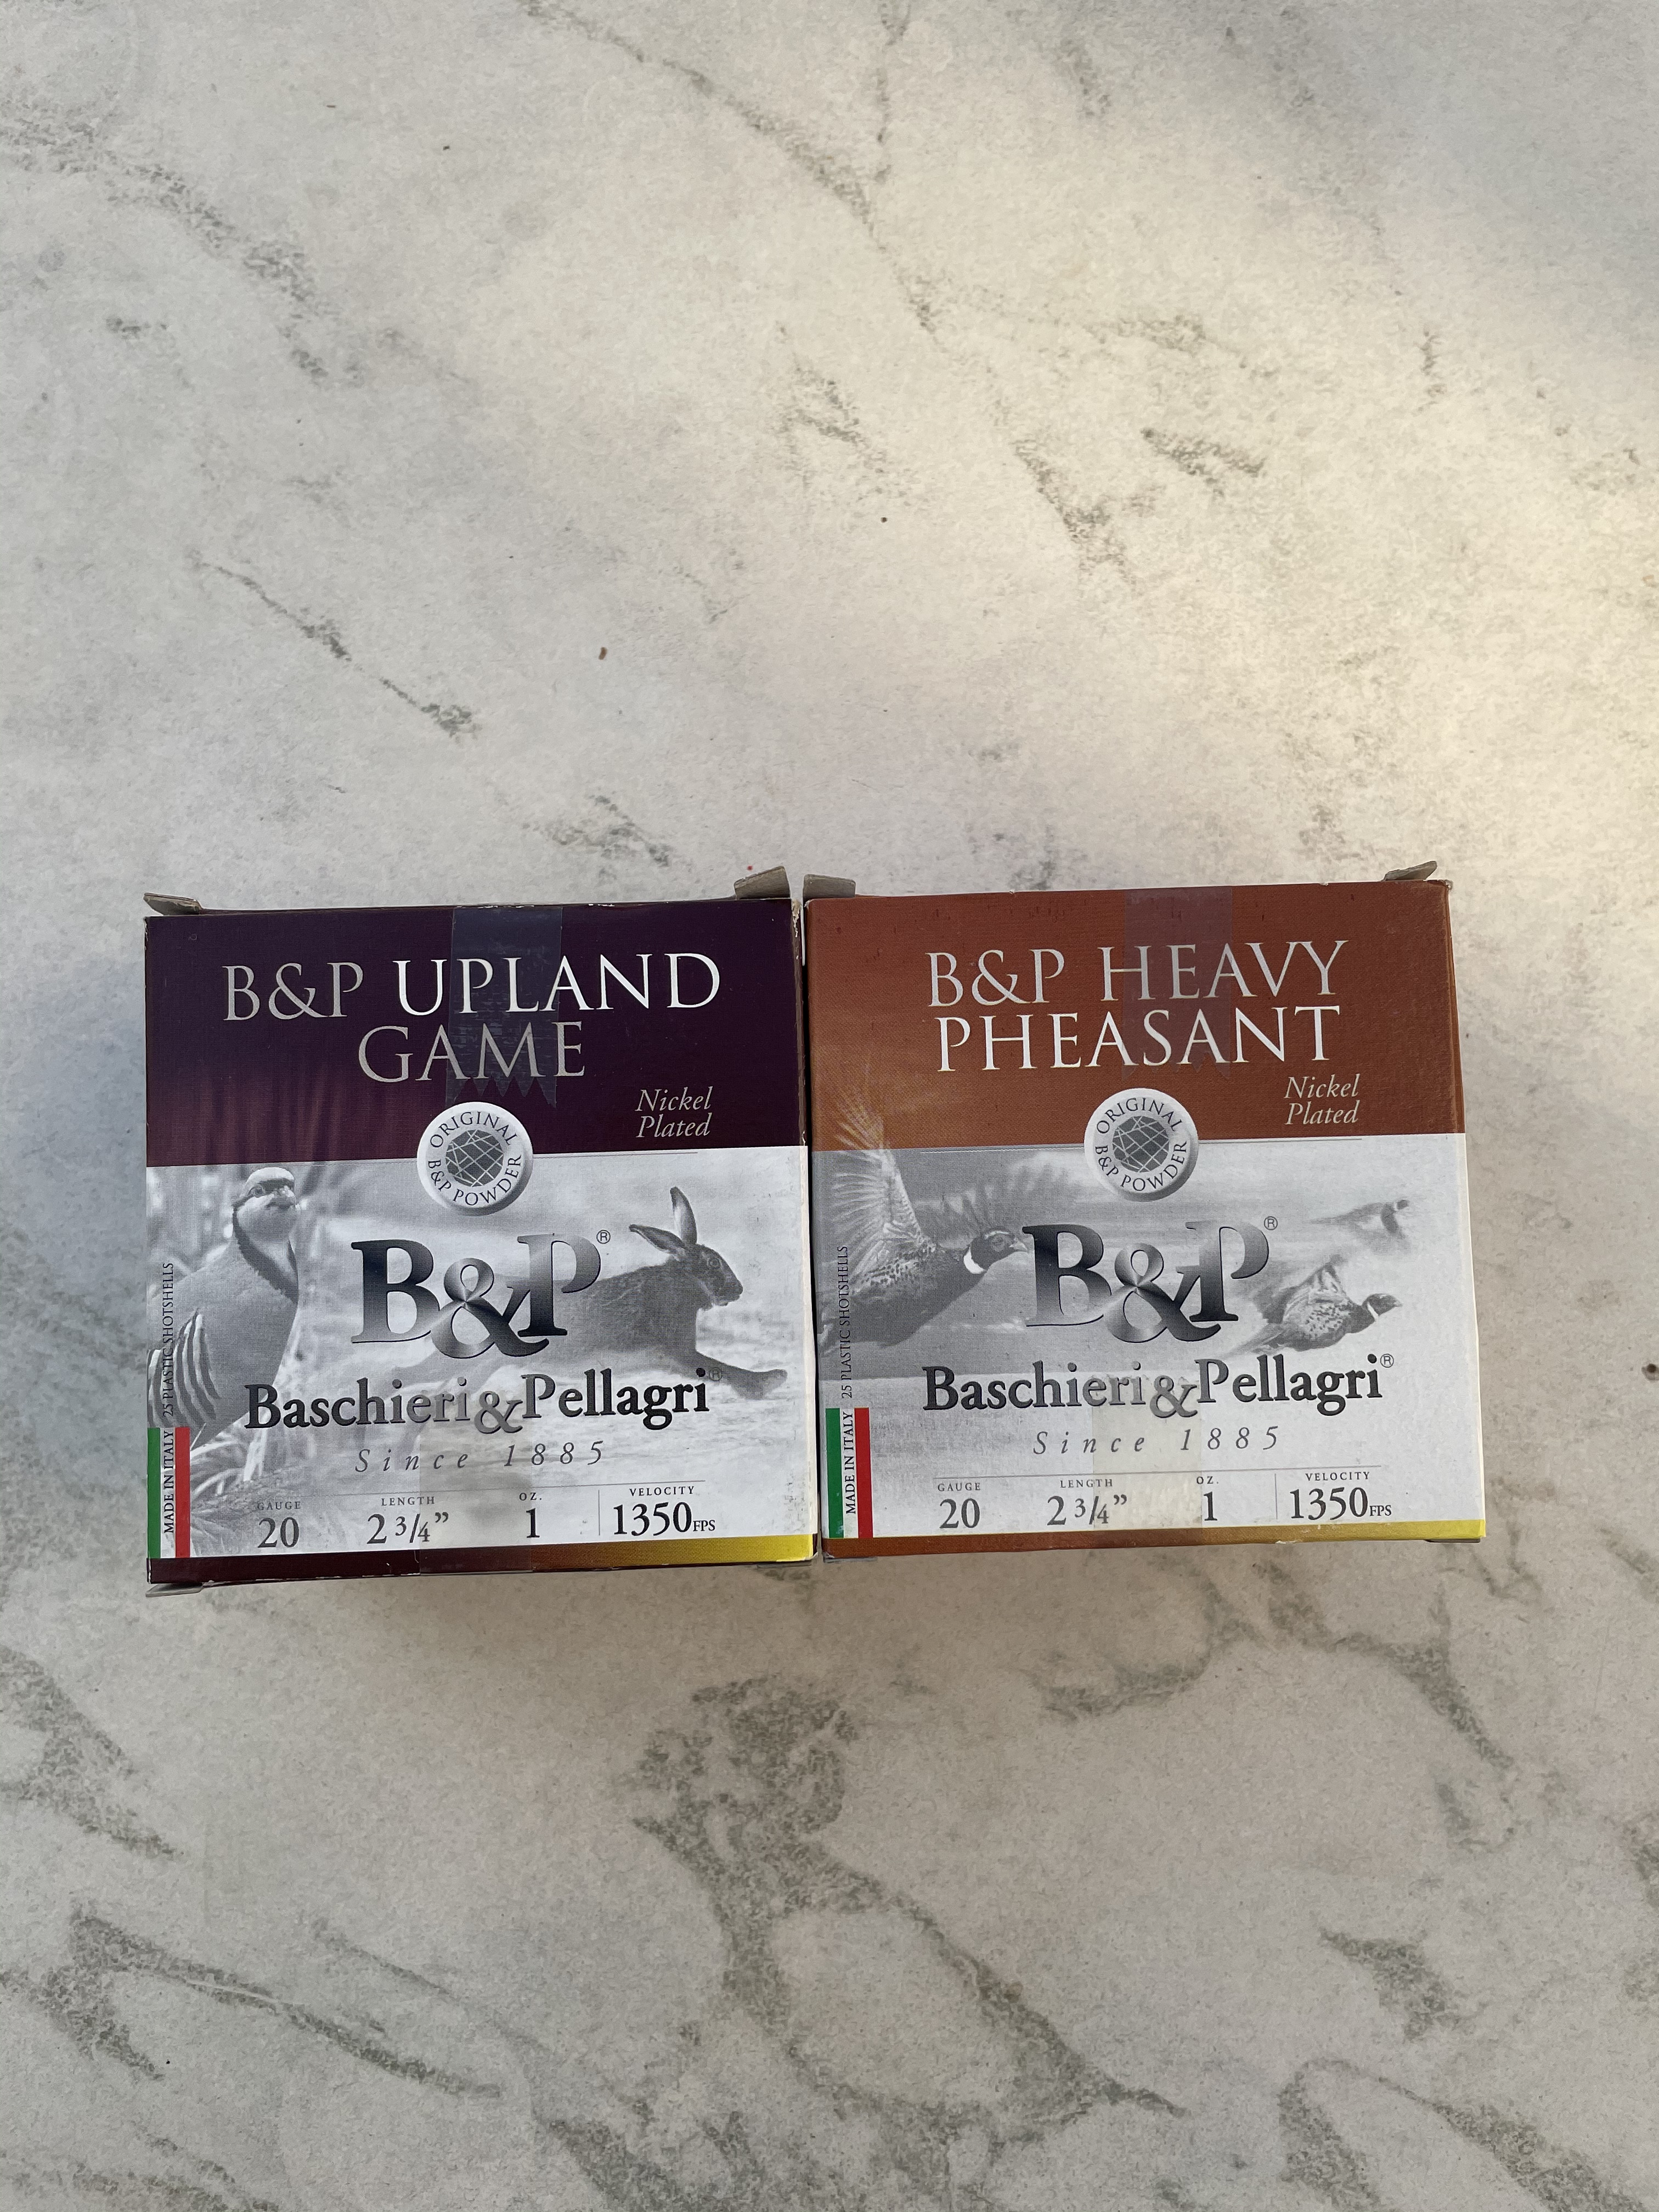 B&P UPLAND
GAME
Nickel
Plated
ORIGINAL
B&P POWDER
B&P®
Baschieri&Pellagri®
Since 1885
GAUGE
20
LENGTH
2 3/4”
OZ.
1
VELOCITY
1350FPS
MADE IN ITALY 25 PLASTIC SHOTSHELLS
B&P HEAVY
PHEASANT
Nickel
Plated
ORIGINAL
B&P POWDER
B&P®
Baschieri&Pellagri®
Since 1885
GAUGE
20
LENGTH
2 3/4”
OZ.
1
VELOCITY
1350FPS
MADE IN ITALY 25 PLASTIC SHOTSHELLS